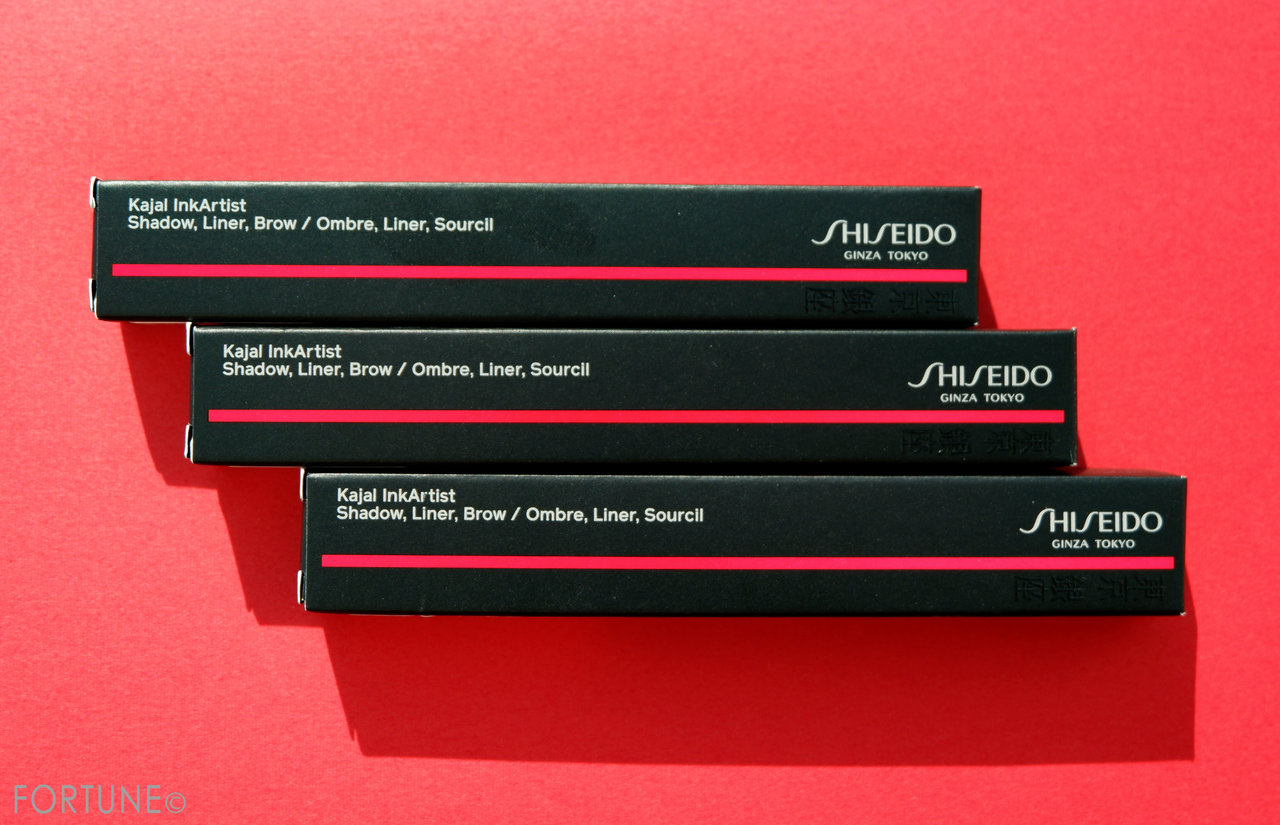 Kajal InkArtist
Shadow, Liner, Brow / Ombre, Liner, Sourcil
SHISEIDO
GINZA TOKYO
東京 銀座
Kajal InkArtist
Shadow, Liner, Brow / Ombre, Liner, Sourcil
SHISEIDO
GINZA TOKYO
東京 銀座
Kajal InkArtist
Shadow, Liner, Brow / Ombre, Liner, Sourcil
SHISEIDO
GINZA TOKYO
東京 銀座
FORTUNE©